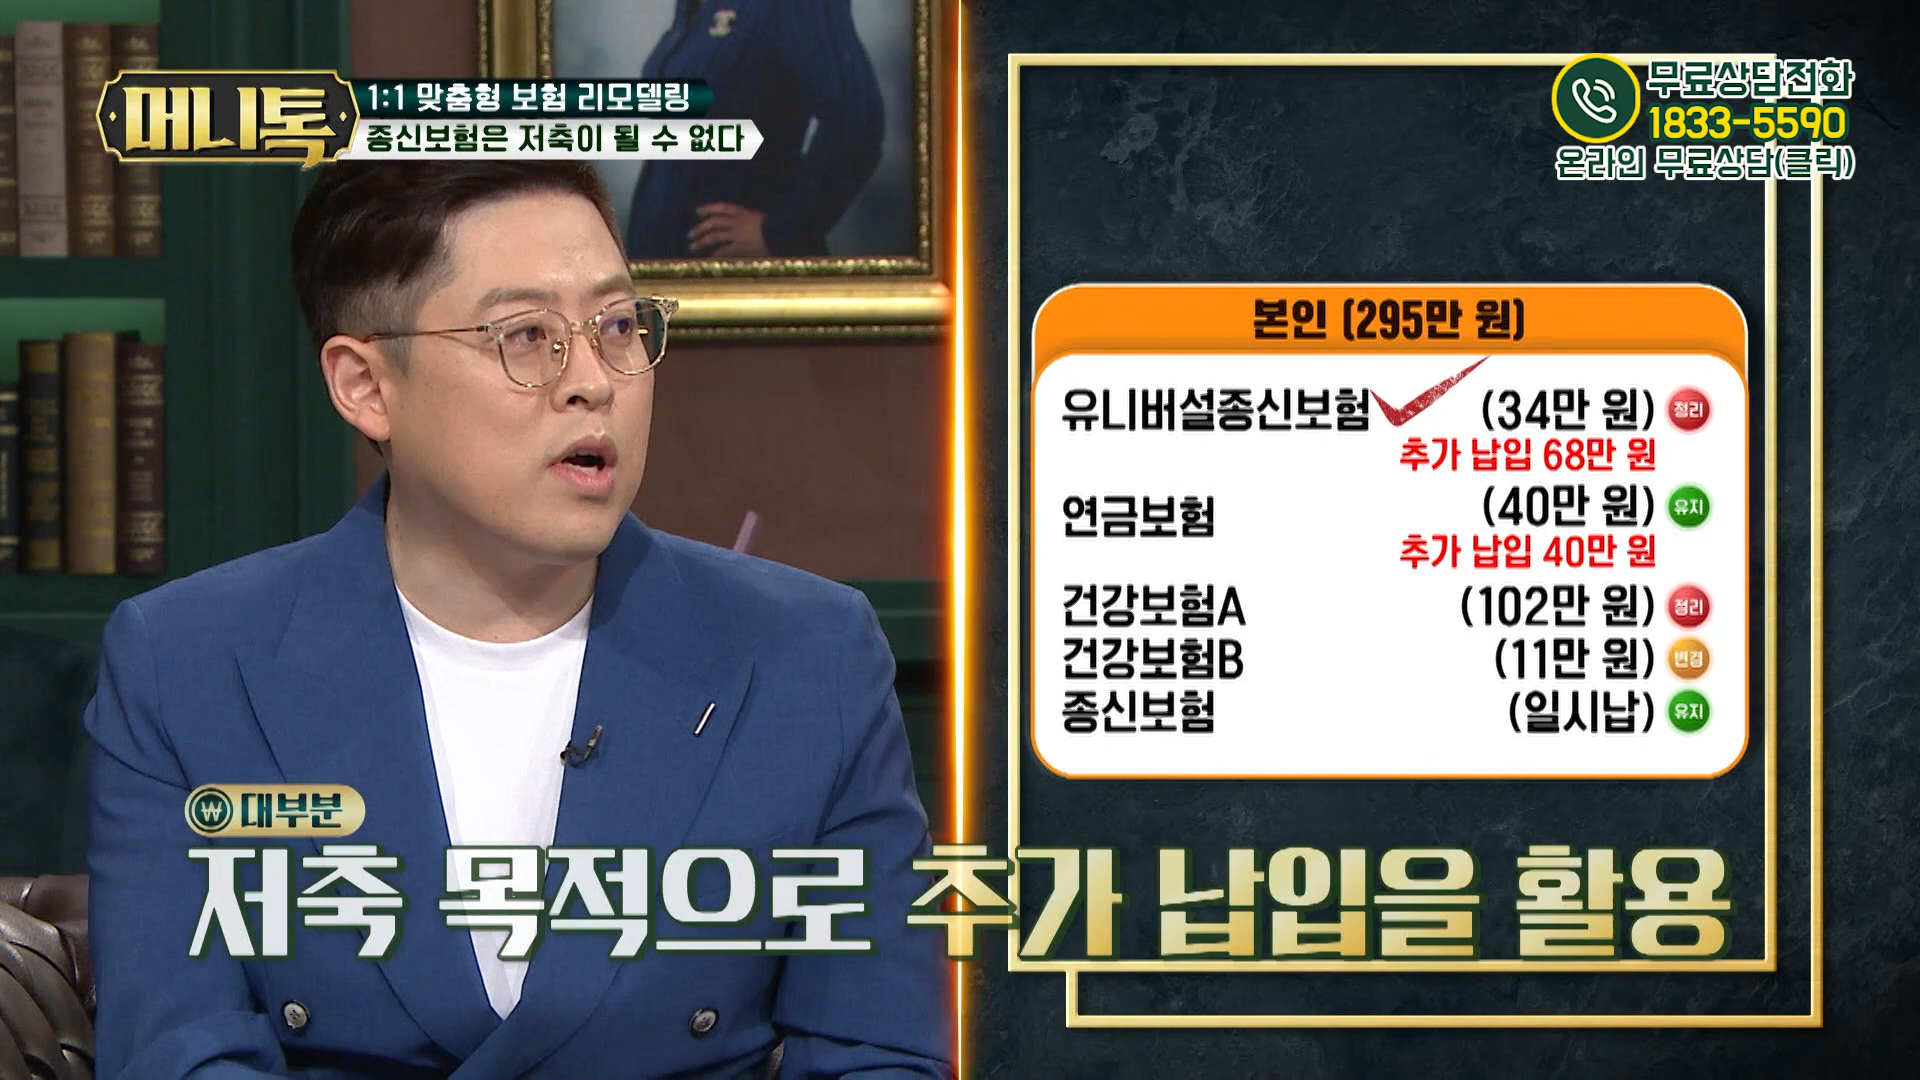 머니톡
1:1 맞춤형 보험 리모델링
종신보험은 저축이 될 수 없다
무료상담전화
1833-5590
온라인 무료상담(클릭)
본인 (295만 원)
유니버설종신보험 (34만 원) 정리
추가 납입 68만 원
연금보험 (40만 원) 유지
추가 납입 40만 원
건강보험A (102만 원) 정리
건강보험B (11만 원) 변경
종신보험 (일시납) 유지
₩ 대부분
저축 목적으로 추가 납입을 활용